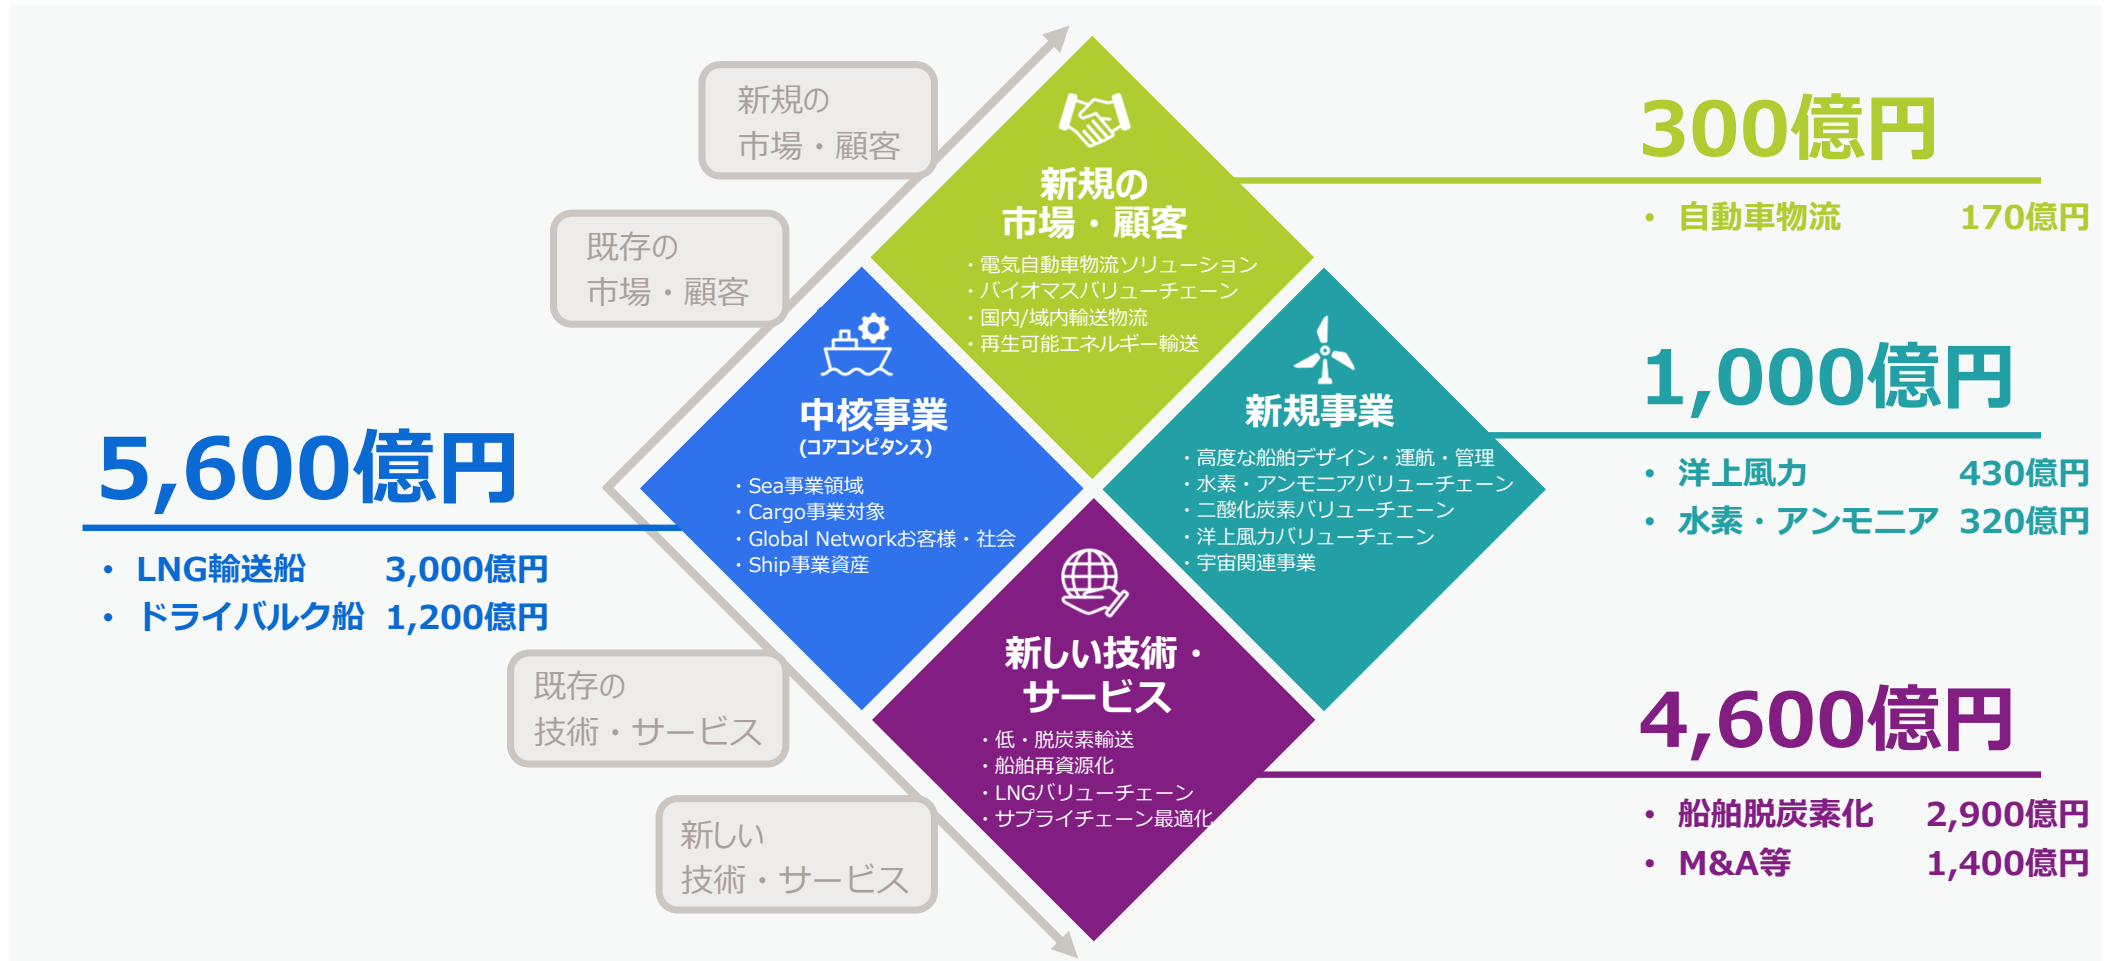 新規の
市場・顧客
既存の
市場・顧客
既存の
技術・サービス
新しい
技術・サービス
5,600億円
• LNG輸送船 3,000億円
• ドライバルク船 1,200億円
中核事業
(コアコンピタンス)
・Sea事業領域
・Cargo事業対象
・Global Networkお客様・社会
・Ship事業資産
新規の
市場・顧客
・電気自動車物流ソリューション
・バイオマスバリューチェーン
・国内/域内輸送物流
・再生可能エネルギー輸送
新規事業
・高度な船舶デザイン・運航・管理
・水素・アンモニアバリューチェーン
・二酸化炭素バリューチェーン
・洋上風力バリューチェーン
・宇宙関連事業
新しい技術・
サービス
・低・脱炭素輸送
・船舶再資源化
・LNGバリューチェーン
・サプライチェーン最適化
300億円
• 自動車物流 170億円
1,000億円
• 洋上風力 430億円
• 水素・アンモニア 320億円
4,600億円
• 船舶脱炭素化 2,900億円
• M&A等 1,400億円